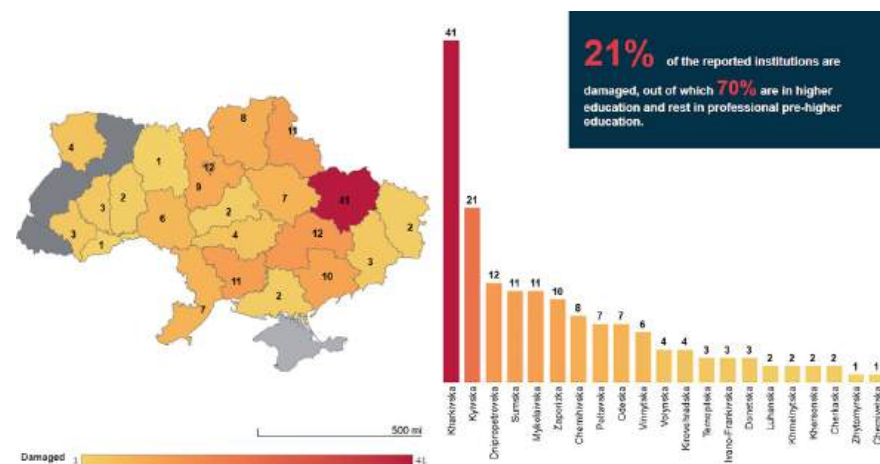 21% of the reported institutions are
damaged, out of which 70% are in higher
education and rest in professional pre-higher
education.
8
11
4
1
12
9
41
7
3
2
2
2
6
4
12
3
1
3
2
11
10
7
2
500 mi
Damaged 1 41
41
21
12
11
11
10
8
7
7
6
4
4
3
3
3
2
2
2
2
1
1
Kharkivska
Kyivska
Dnipropetrovska
Sumska
Mykolaivska
Zaporizka
Chernihivska
Poltavska
Odeska
Vinnytska
Volynska
Kirovohradska
Ternopilska
Ivano-Frankivska
Donetska
Luhanska
Khmelnytska
Khersonska
Cherkaska
Zhytomyrska